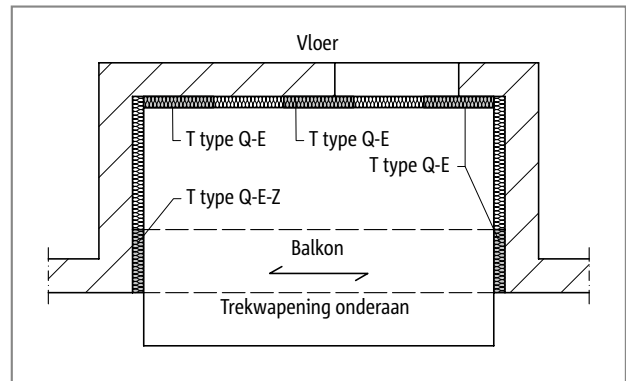 Vloer
T type Q-E
T type Q-E
T type Q-E
T type Q-E-Z
Balkon
Trekwapening onderaan